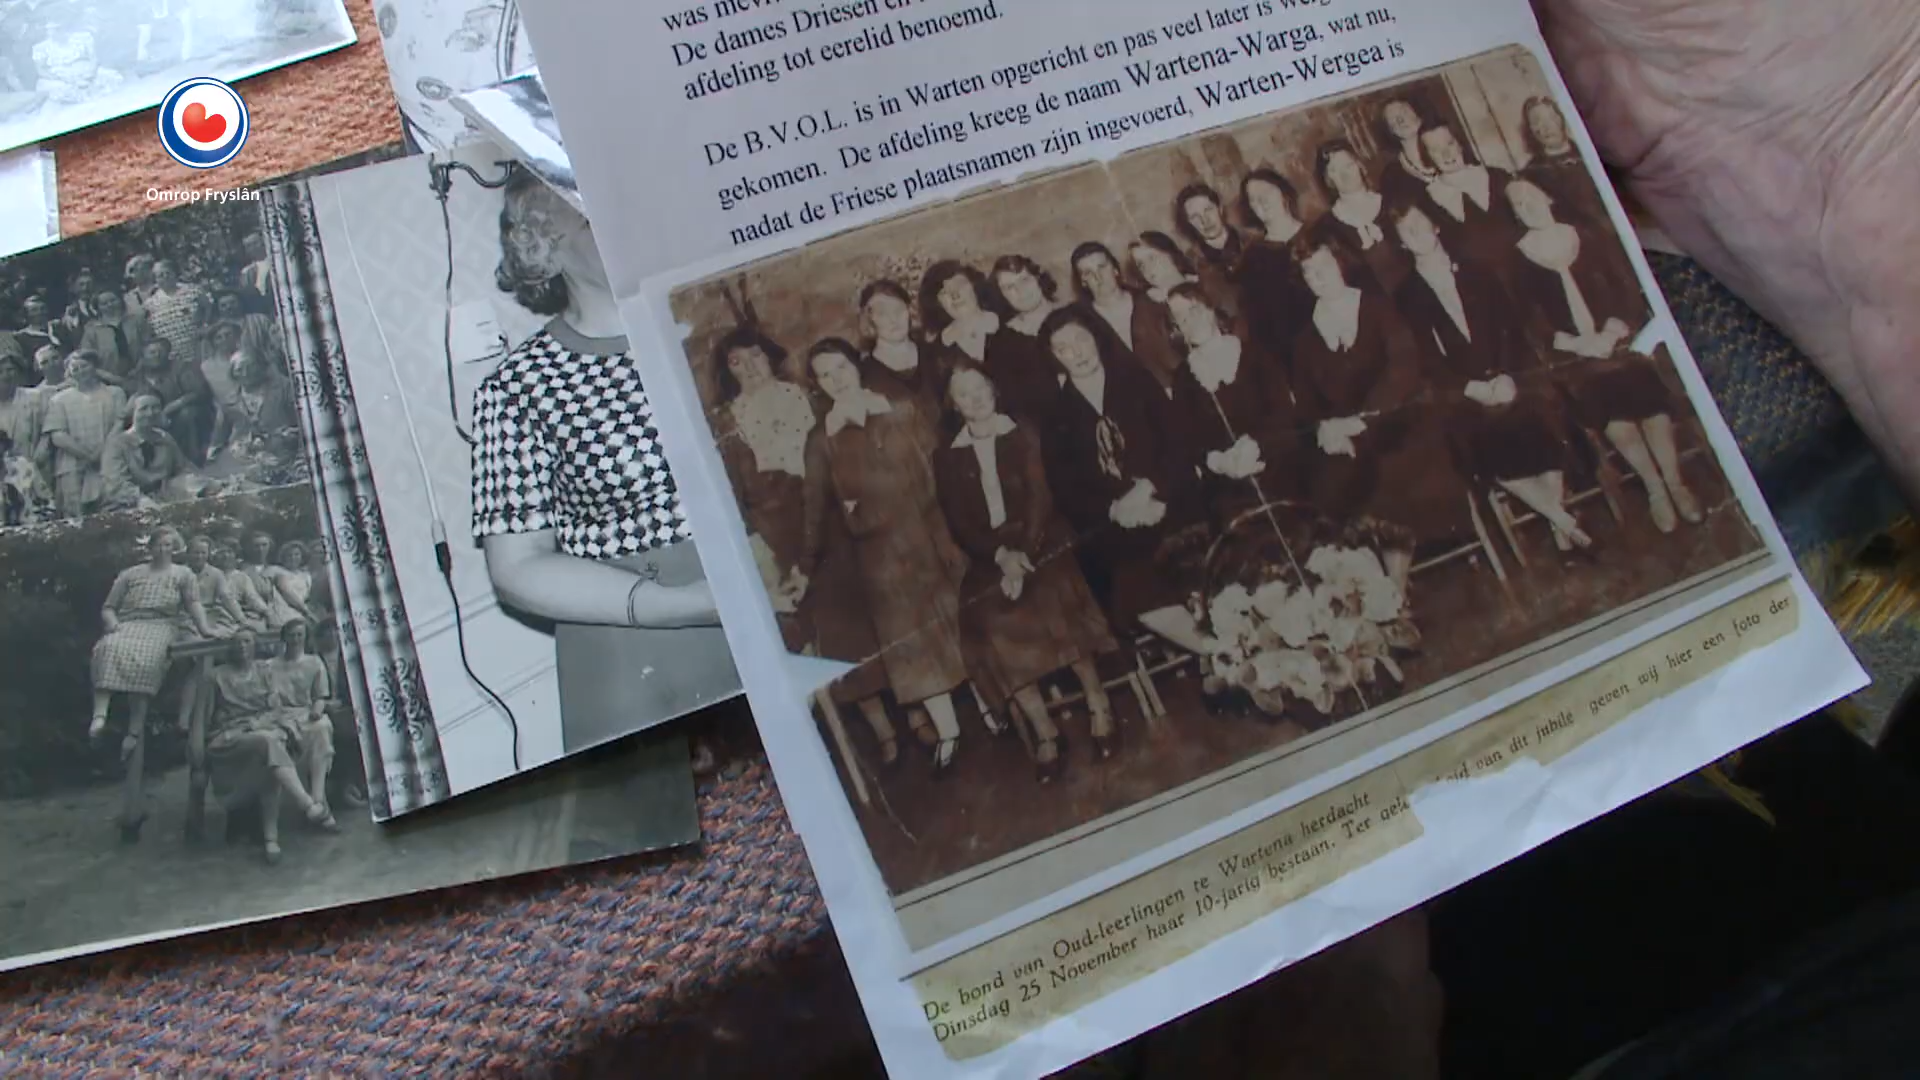 Omrop Fryslân
was mevr.
De dames Driesen en
afdeling tot eerelid benoemd.
De B.V.O.L. is in Warten opgericht en pas veel later is
gekomen. De afdeling kreeg de naam Wartena-Warga, wat nu,
nadat de Friese plaatsnamen zijn ingevoerd, Warten-Wergea is
De bond van Oud-leerlingen te Wartena herdacht
Dinsdag 25 November haar 10-jarig bestaan. Ter van dit jubilé geven wij hier een foto der